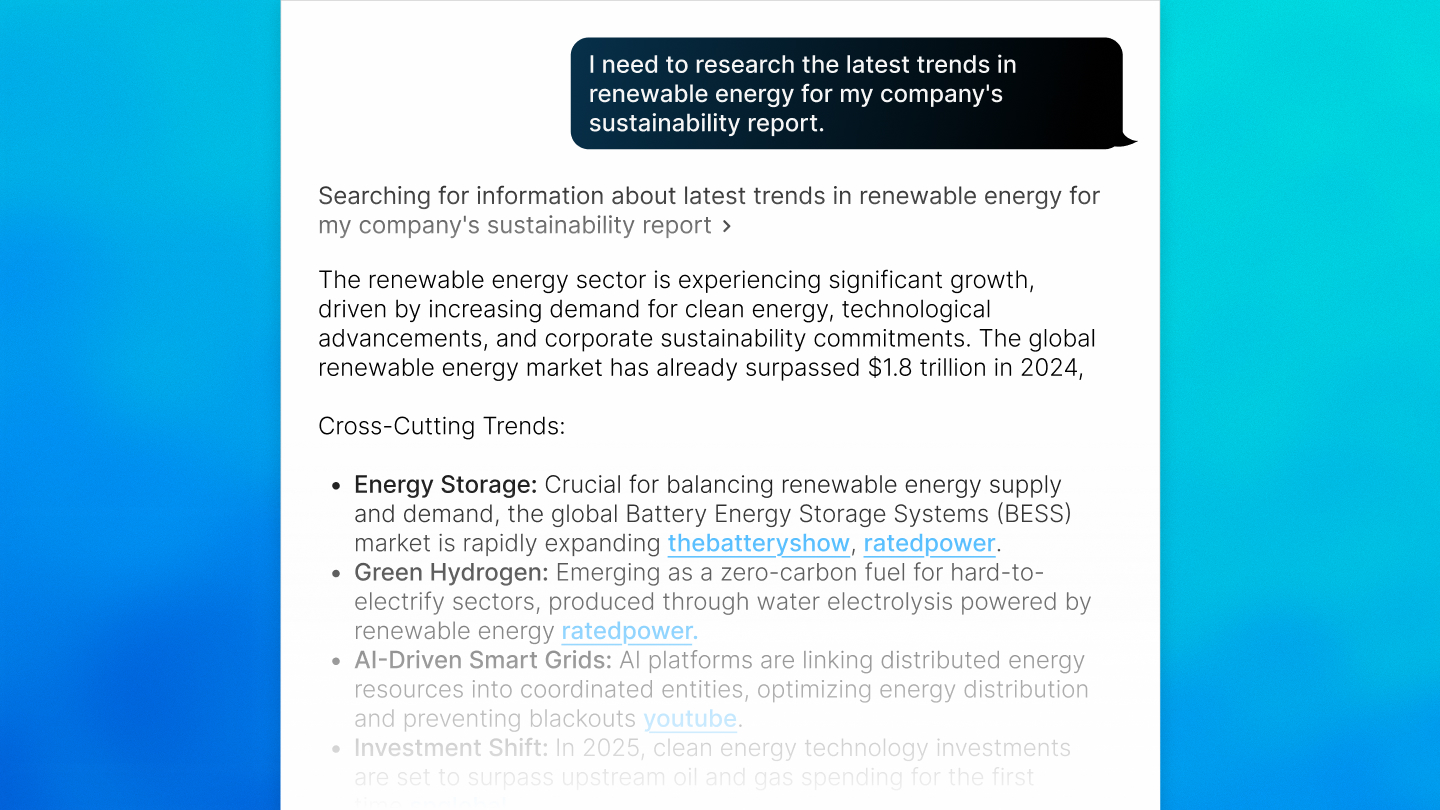 I need to research the latest trends in
renewable energy for my company's
sustainability report.
Searching for information about latest trends in renewable energy for
my company's sustainability report >
The renewable energy sector is experiencing significant growth,
driven by increasing demand for clean energy, technological
advancements, and corporate sustainability commitments. The global
renewable energy market has already surpassed $1.8 trillion in 2024,
Cross-Cutting Trends:
• Energy Storage: Crucial for balancing renewable energy supply
and demand, the global Battery Energy Storage Systems (BESS)
market is rapidly expanding thebatteryshow, ratedpower.
• Green Hydrogen: Emerging as a zero-carbon fuel for hard-to-
electrify sectors, produced through water electrolysis powered by
renewable energy ratedpower.
• AI-Driven Smart Grids: AI platforms are linking distributed energy
resources into coordinated entities, optimizing energy distribution
and preventing blackouts youtube.
• Investment Shift: In 2025, clean energy technology investments
are set to surpass upstream oil and gas spending for the first